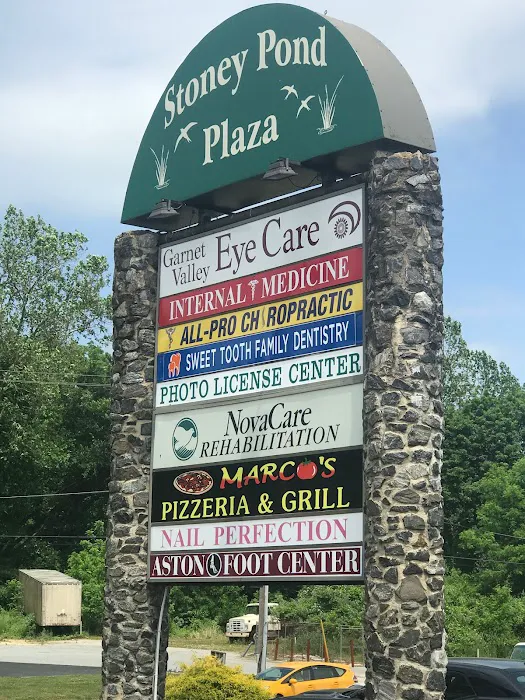 Stoney Pond
Plaza
Garnet
Valley Eye Care
INTERNAL MEDICINE
ALL-PRO CHIROPRACTIC
SWEET TOOTH FAMILY DENTISTRY
PHOTO LICENSE CENTER
NovaCare
REHABILITATION
MARCO'S
PIZZERIA & GRILL
NAIL PERFECTION
ASTON FOOT CENTER